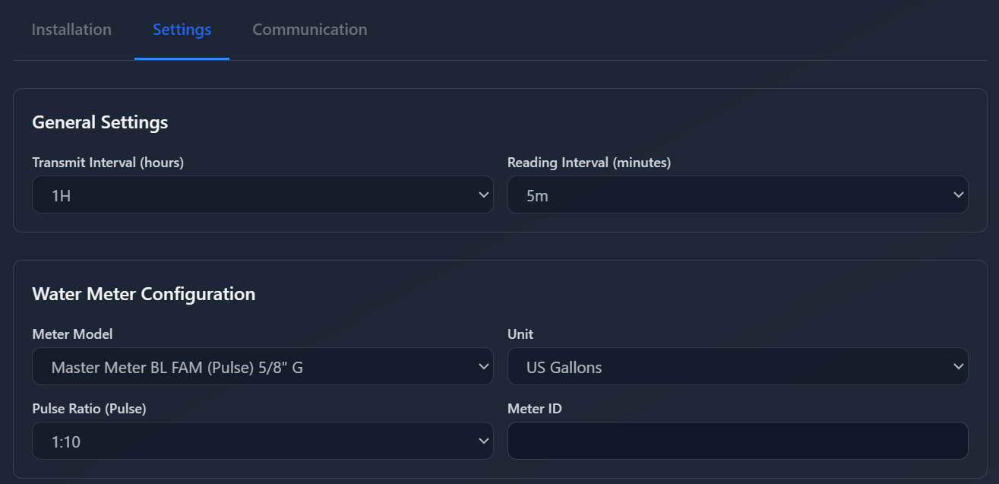 Installation Settings Communication
General Settings
Transmit Interval (hours) Reading Interval (minutes)
1H 5m
Water Meter Configuration
Meter Model Unit
Master Meter BL FAM (Pulse) 5/8" G US Gallons
Pulse Ratio (Pulse) Meter ID
1:10